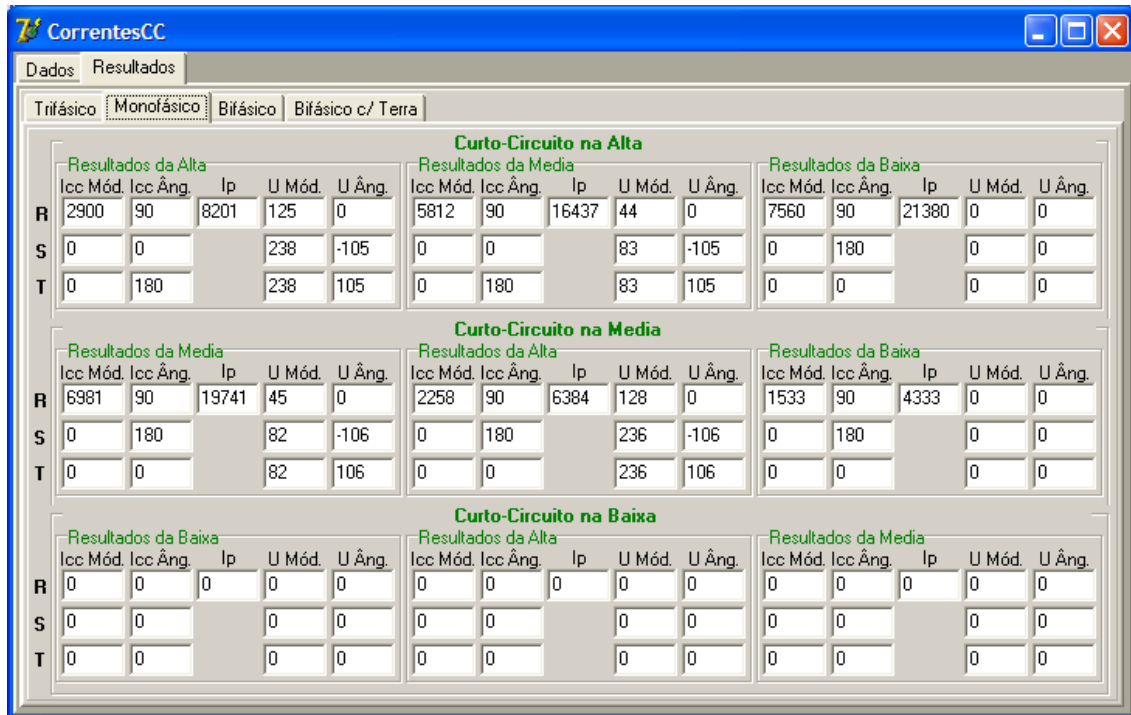 CorrentesCC
Dados Resultados
Trifásico Monofásico Bifásico Bifásico c/ Terra
Curto-Circuito na Alta
Resultados da Alta Resultados da Media Resultados da Baixa
Icc Mód. Icc Âng. Ip U Mód. U Âng. Icc Mód. Icc Âng. Ip U Mód. U Âng. Icc Mód. Icc Âng. Ip U Mód. U Âng.
R 2900 90 8201 125 0 5812 90 16437 44 0 7560 90 21380 0 0
S 0 0 238 -105 0 0 83 -105 0 180 0 0
T 0 180 238 105 0 180 83 105 0 0 0 0
Curto-Circuito na Media
Resultados da Media Resultados da Alta Resultados da Baixa
Icc Mód. Icc Âng. Ip U Mód. U Âng. Icc Mód. Icc Âng. Ip U Mód. U Âng. Icc Mód. Icc Âng. Ip U Mód. U Âng.
R 6981 90 19741 45 0 2258 90 6384 128 0 1533 90 4333 0 0
S 0 180 82 -106 0 180 236 -106 0 180 0 0
T 0 0 82 106 0 0 236 106 0 0 0 0
Curto-Circuito na Baixa
Resultados da Baixa Resultados da Alta Resultados da Media
Icc Mód. Icc Âng. Ip U Mód. U Âng. Icc Mód. Icc Âng. Ip U Mód. U Âng. Icc Mód. Icc Âng. Ip U Mód. U Âng.
R 0 0 0 0 0 0 0 0 0 0 0 0 0 0 0
S 0 0 0 0 0 0 0 0 0 0 0 0
T 0 0 0 0 0 0 0 0 0 0 0 0